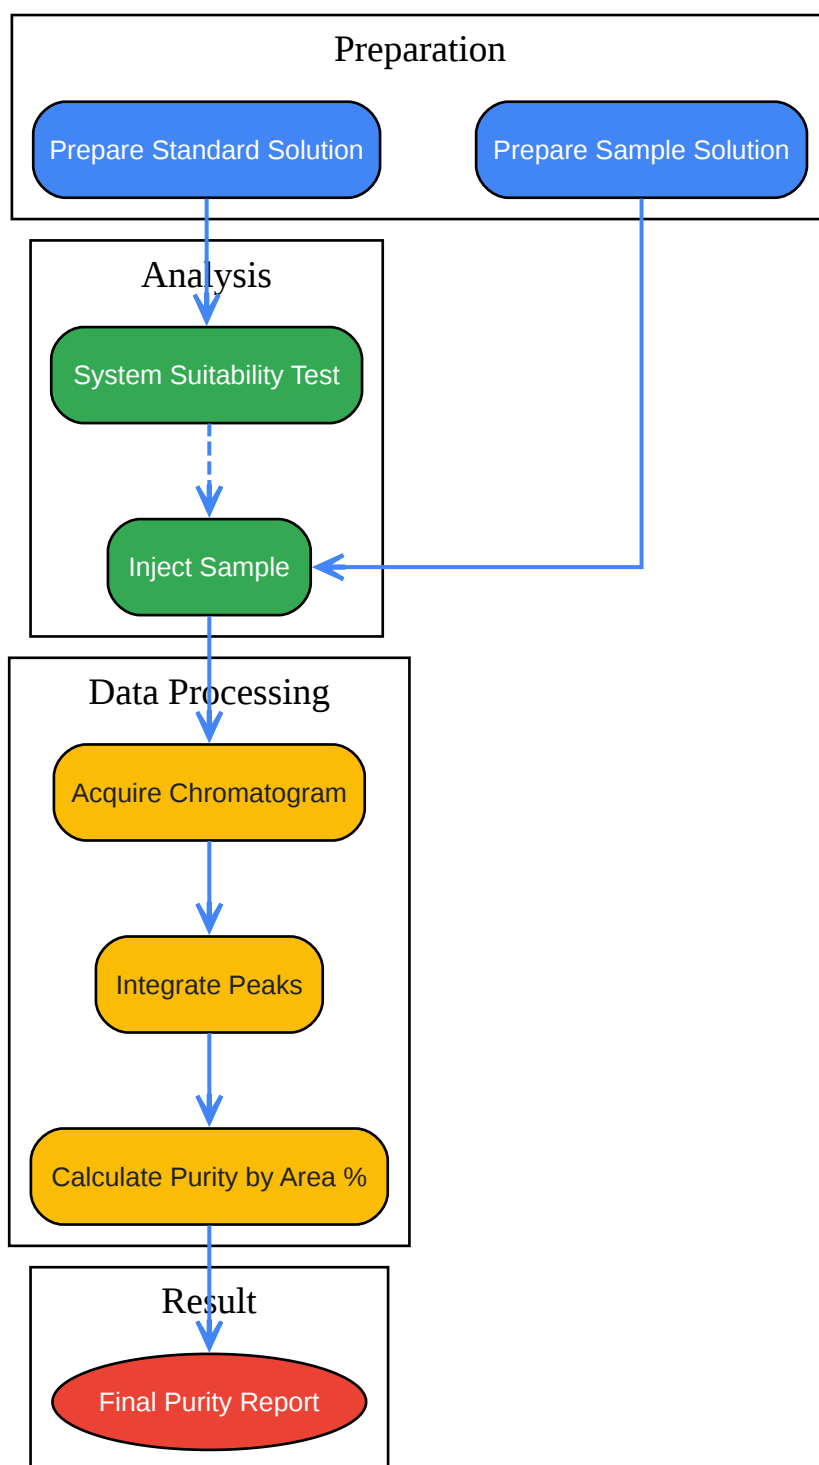 Preparation
Prepare Standard Solution
Prepare Sample Solution
Analysis
System Suitability Test
Inject Sample
Data Processing
Acquire Chromatogram
Integrate Peaks
Calculate Purity by Area %
Result
Final Purity Report